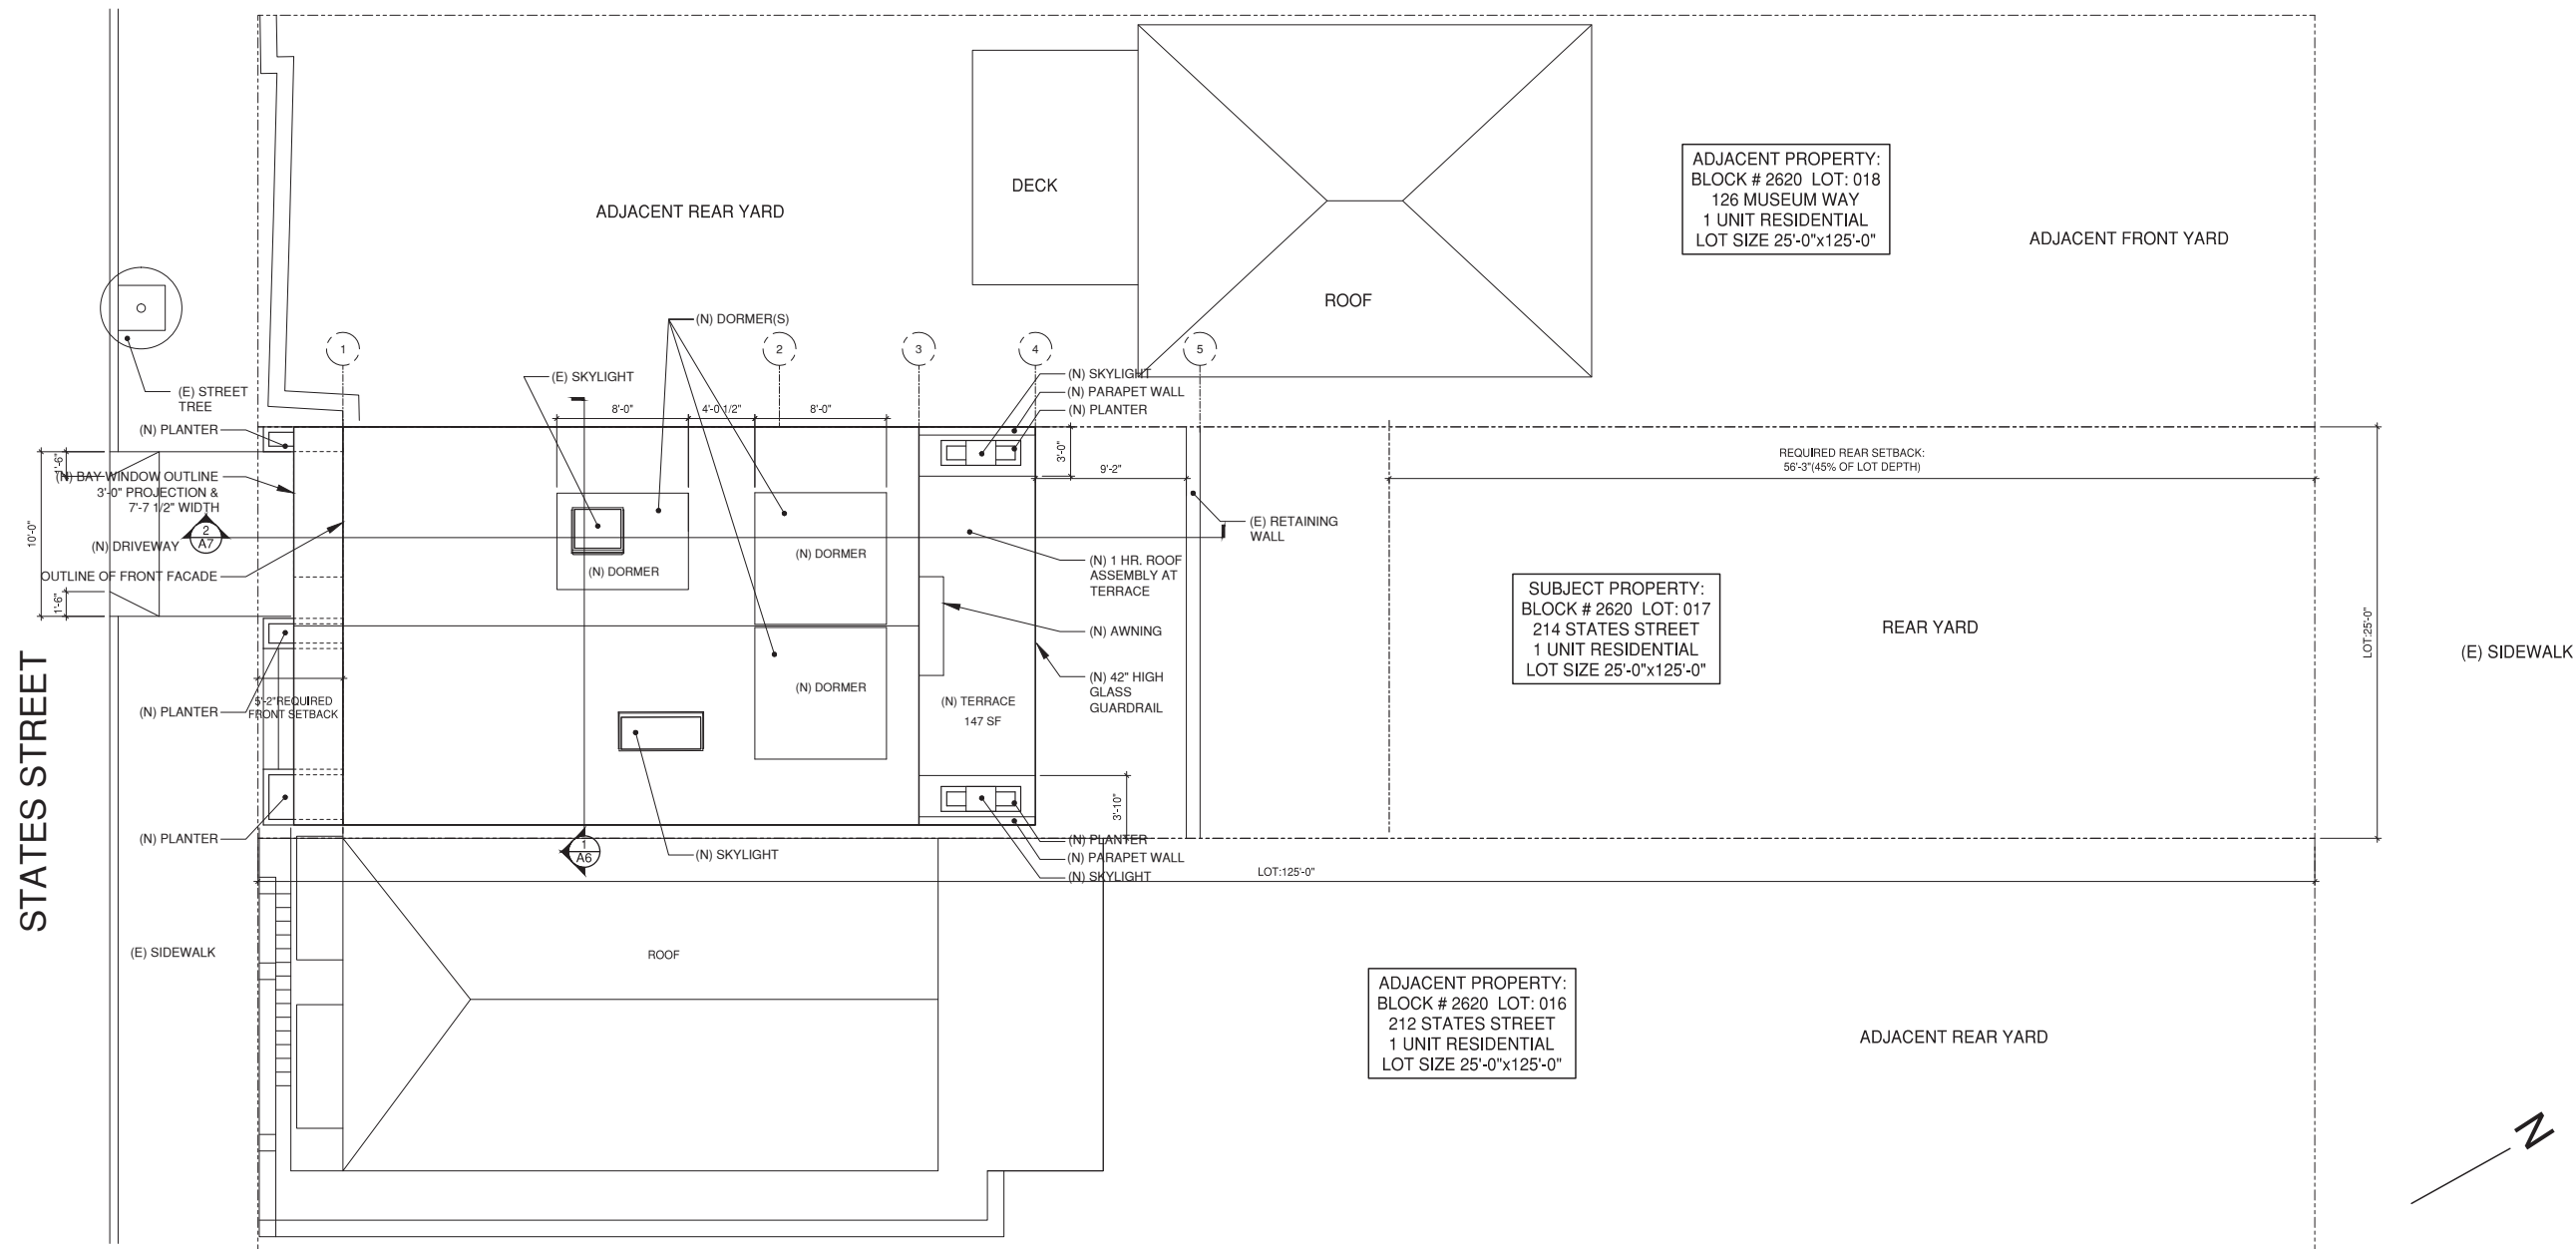 ADJACENT PROPERTY:
BLOCK # 2620 LOT: 018
126 MUSEUM WAY
1 UNIT RESIDENTIAL
LOT SIZE 25'-0"x125'-0"
DECK
ADJACENT REAR YARD
ADJACENT FRONT YARD
ROOF
(N) DORMER(S)
1
2
3
4
5
(E) SKYLIGHT
(E) STREET
TREE
(N) SKYLIGHT
(N) PARAPET WALL
(N) PLANTER
8'-0"
4'-0 1/2"
8'-0"
(N) PLANTER
3'-0"
9'-2"
REQUIRED REAR SETBACK:
56'-3"(45% OF LOT DEPTH)
1'-6"
(N) BAY WINDOW OUTLINE
3'-0" PROJECTION &
7'-7 1/2" WIDTH
10'-0"
2
A7
(N) DRIVEWAY
(E) RETAINING
WALL
(N) DORMER
(N) DORMER
(N) 1 HR. ROOF
ASSEMBLY AT
TERRACE
OUTLINE OF FRONT FACADE
1'-6"
SUBJECT PROPERTY:
BLOCK # 2620 LOT: 017
214 STATES STREET
1 UNIT RESIDENTIAL
LOT SIZE 25'-0"x125'-0"
REAR YARD
LOT:25'-0"
(E) SIDEWALK
(N) AWNING
(N) DORMER
(N) 42" HIGH
GLASS
GUARDRAIL
5'-2"REQUIRED
FRONT SETBACK
(N) TERRACE
147 SF
(N) PLANTER
STATES STREET
3'-10"
(N) PLANTER
(N) PLANTER
(N) PARAPET WALL
(N) SKYLIGHT
1
A6
(N) SKYLIGHT
LOT:125'-0"
(E) SIDEWALK
ROOF
ADJACENT PROPERTY:
BLOCK # 2620 LOT: 016
212 STATES STREET
1 UNIT RESIDENTIAL
LOT SIZE 25'-0"x125'-0"
ADJACENT REAR YARD
N